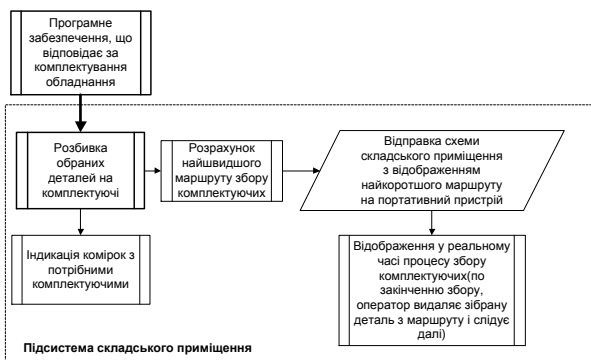 Програмне
забезпечення, що
відповідає за
комплектування
обладнання
Розбивка
обраних
деталей на
комплектуючі
Розрахунок
найшвидшого
маршруту збору
комплектуючих
Відправка схеми
складського приміщення
з відображенням
найкоротшого маршруту
на портативний пристрій
Індикація комірок з
потрібними
комплектуючими
Відображення у реальному
часі процесу збору
комплектуючих(по
закінченню збору,
оператор видаляє зібрану
деталь з маршруту і слідує
далі)
Підсистема складського приміщення